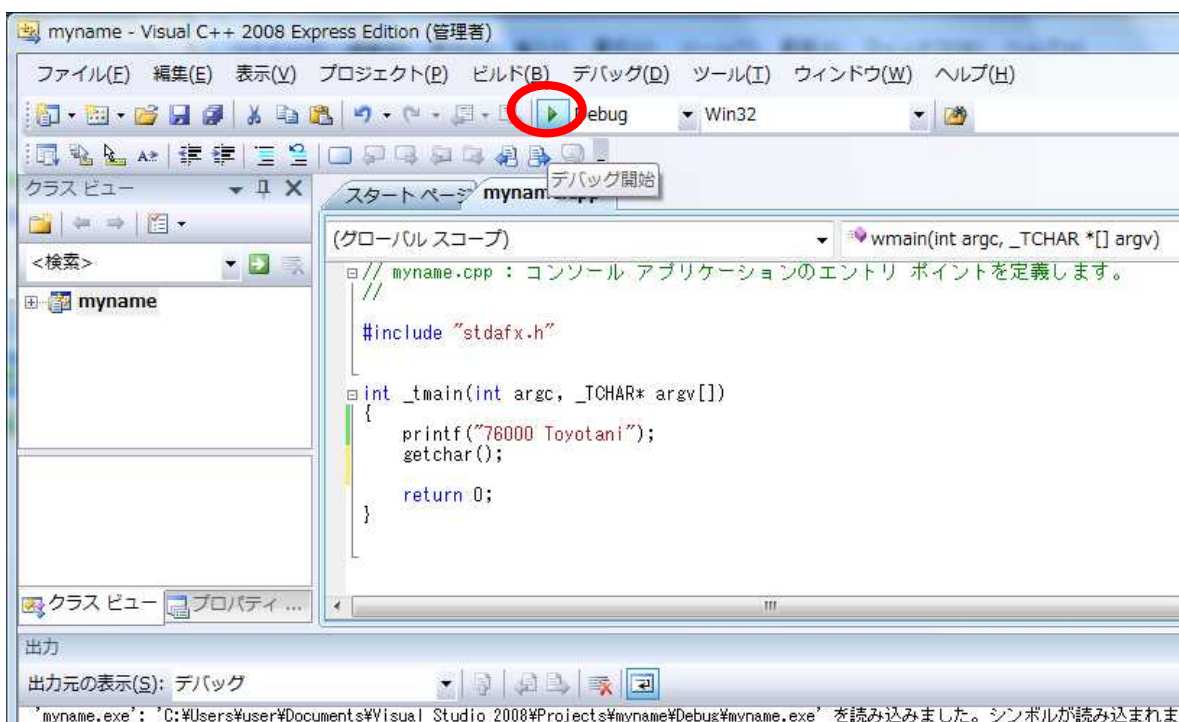 myname - Visual C++ 2008 Express Edition (管理者)
ファイル(F) 編集(E) 表示(V) プロジェクト(P) ビルド(B) デバッグ(D) ツール(T) ウィンドウ(W) ヘルプ(H)
Debug Win32
デバッグ開始
クラス ビュー
スタート ページ myname.cpp
(グローバル スコープ) wmain(int argc, _TCHAR *[] argv)
<検索>
myname
// myname.cpp : コンソール アプリケーションのエントリ ポイントを定義します。
//
#include "stdafx.h"
int _tmain(int argc, _TCHAR* argv[])
{
printf("76000 Toyotani");
getchar();
return 0;
}
クラス ビュー プロパティ ...
出力
出力元の表示(S): デバッグ
'myname.exe': 'C:¥Users¥user¥Documents¥Visual Studio 2008¥Projects¥myname¥Debug¥myname.exe' を読み込みました。シンボルが読み込まれま